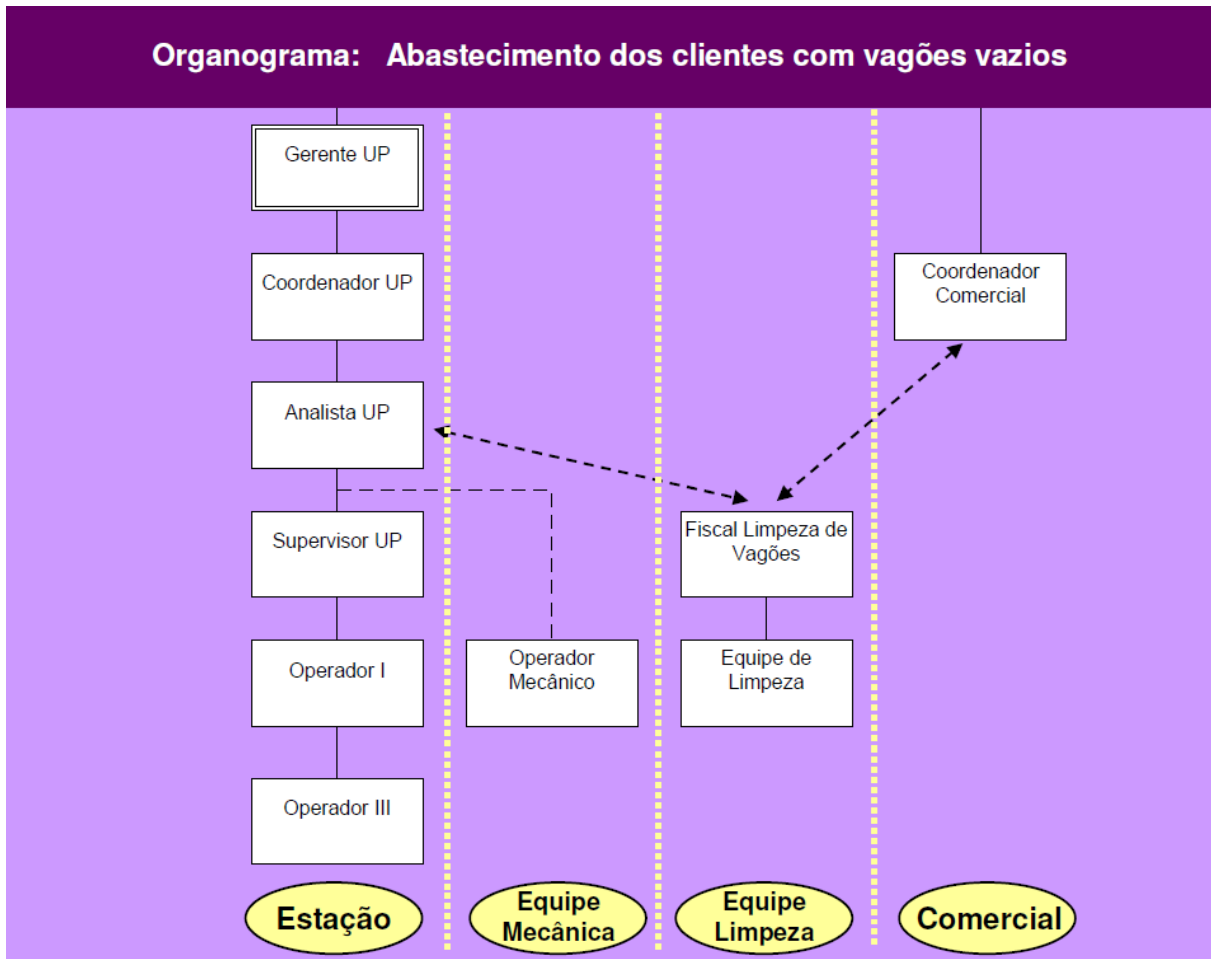 Organograma: Abastecimento dos clientes com vagões vazios
Gerente UP
Coordenador UP
Coordenador
Comercial
Analista UP
Supervisor UP
Fiscal Limpeza de
Vagões
Operador I
Operador
Mecânico
Equipe de
Limpeza
Operador III
Estação
Equipe
Mecânica
Equipe
Limpeza
Comercial